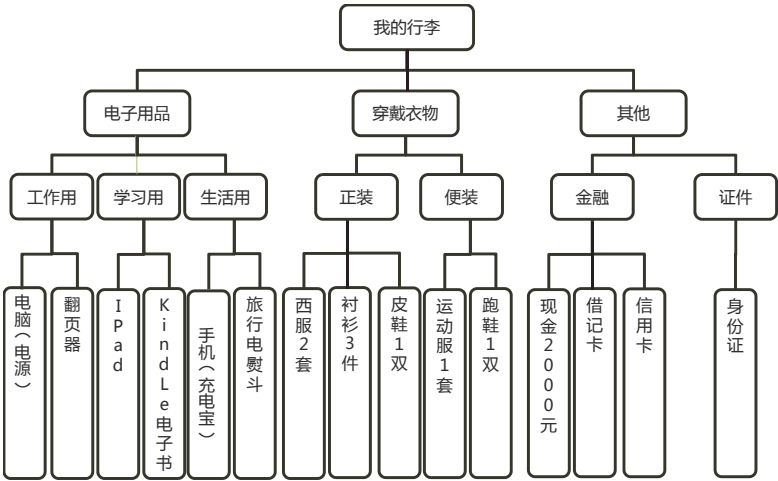 我的行李
电子用品
穿戴衣物
其他
工作用
学习用
生活用
正装
便装
金融
证件
电脑（电源）
翻页器
IPad
KindLe电子书
手机（充电宝）
旅行电熨斗
西服2套
衬衫3件
皮鞋1双
运动服1套
跑鞋1双
现金2000元
借记卡
信用卡
身份证